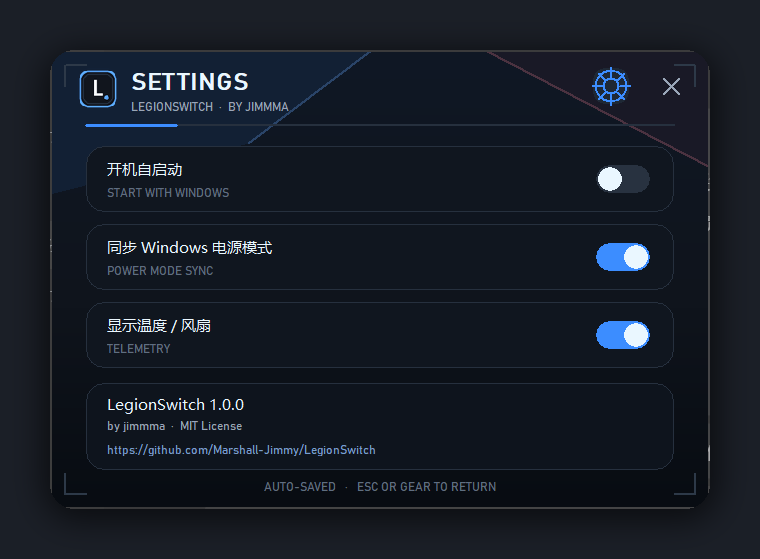 L.
SETTINGS
LEGIONSWITCH · BY JIMMMA
开机自启动
START WITH WINDOWS
同步 Windows 电源模式
POWER MODE SYNC
显示温度 / 风扇
TELEMETRY
LegionSwitch 1.0.0
by jimmma · MIT License
https://github.com/Marshall-Jimmy/LegionSwitch
AUTO-SAVED · ESC OR GEAR TO RETURN